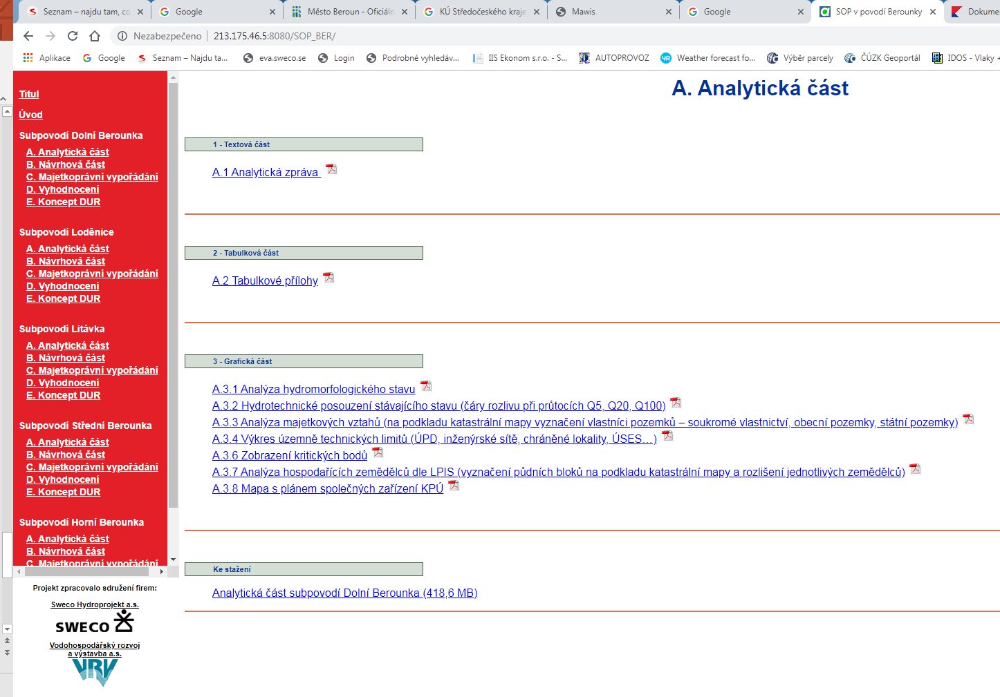 Seznam – najdu tam, co
Google
Město Beroun - Oficiáln
KÚ Středočeského kraje
Mawis
Google
SOP v povodí Berounky
Dokume
Nezabezpečeno
213.175.46.5:8080/SOP_BER/
Aplikace
Google
Seznam – Najdu ta...
eva.sweco.se
Login
Podrobné vyhledáv...
IIS Ekonom s.r.o. - S...
AUTOPROVOZ
Weather forecast fo...
Výběr parcely
ČÚZK Geoportál
IDOS - Vlaky +
Titul
Úvod
Subpovodí Dolní Berounka
A. Analytická část
B. Návrhová část
C. Majetkoprávní vypořádání
D. Vyhodnocení
E. Koncept DUR
Subpovodí Loděnice
A. Analytická část
B. Návrhová část
C. Majetkoprávní vypořádání
D. Vyhodnocení
E. Koncept DUR
Subpovodí Litávka
A. Analytická část
B. Návrhová část
C. Majetkoprávní vypořádání
D. Vyhodnocení
E. Koncept DUR
Subpovodí Střední Berounka
A. Analytická část
B. Návrhová část
C. Majetkoprávní vypořádání
D. Vyhodnocení
E. Koncept DUR
Subpovodí Horní Berounka
A. Analytická část
B. Návrhová část
C. Majetkoprávní vypořádání
Projekt zpracovalo sdružení firem:
Sweco Hydroprojekt a.s.
SWECO
Vodohospodářský rozvoj
a výstavba a.s.
VRV
A. Analytická část
1 - Textová část
A.1 Analytická zpráva
2 - Tabulková část
A.2 Tabulkové přílohy
3 - Grafická část
A.3.1 Analýza hydromorfologického stavu
A.3.2 Hydrotechnické posouzení stávajícího stavu (čáry rozlivu při průtocích Q5, Q20, Q100)
A.3.3 Analýza majetkových vztahů (na podkladu katastrální mapy vyznačení vlastníci pozemků – soukromé vlastnictví, obecní pozemky, státní pozemky)
A.3.4 Výkres územně technických limitů (ÚPD, inženýrské sítě, chráněné lokality, ÚSES…)
A.3.6 Zobrazení kritických bodů
A.3.7 Analýza hospodařících zemědělců dle LPIS (vyznačení půdních bloků na podkladu katastrální mapy a rozlišení jednotlivých zemědělců)
A.3.8 Mapa s plánem společných zařízení KPÚ
Ke stažení
Analytická část subpovodí Dolní Berounka (418,6 MB)